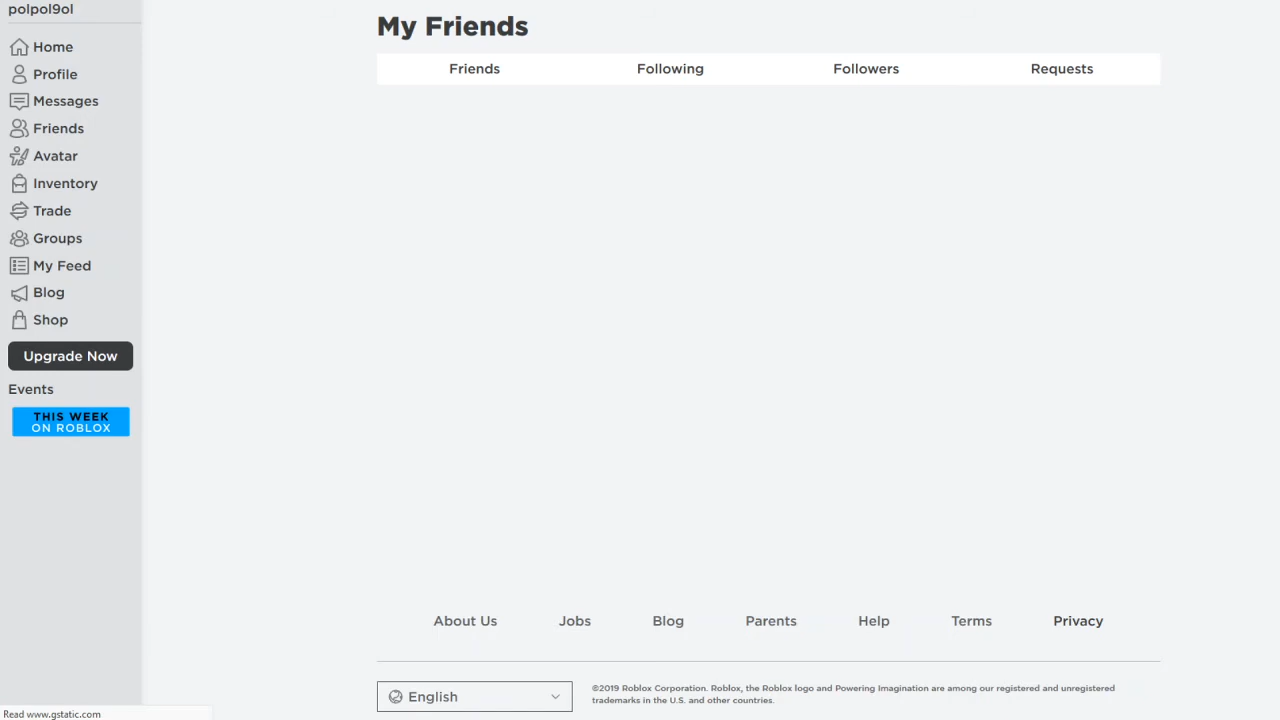 polpol9ol
Home
Profile
Messages
Friends
Avatar
Inventory
Trade
Groups
My Feed
Blog
Shop
Upgrade Now
Events
THIS WEEK
ON ROBLOX
My Friends
Friends Following Followers Requests
About Us Jobs Blog Parents Help Terms Privacy
English
©2019 Roblox Corporation. Roblox, the Roblox logo and Powering Imagination are among our registered and unregistered
trademarks in the U.S. and other countries.
Read www.gstatic.com